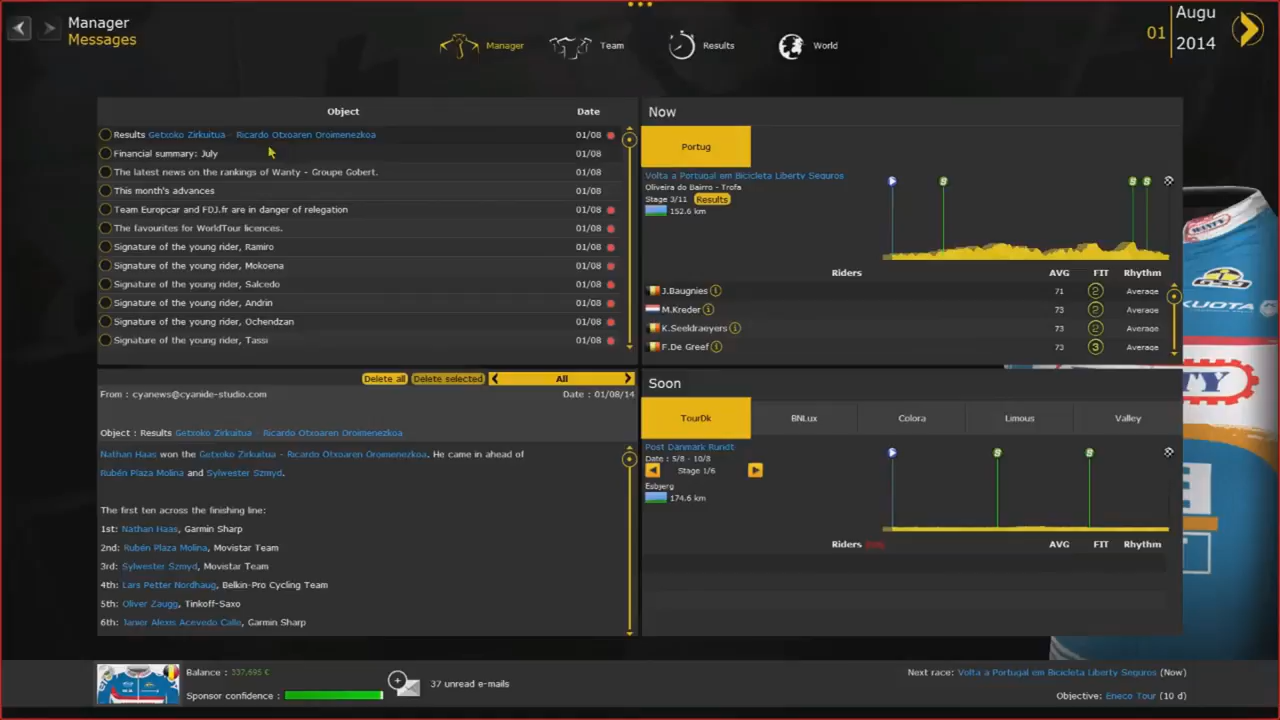 Manager
Messages
Manager
Team
Results
World
01
Augu
2014
Object
Date
Results Getxoko Zirkuitua - Ricardo Otxoaren Oroimenezkoa 01/08
Financial summary: July 01/08
The latest news on the rankings of Wanty - Groupe Gobert. 01/08
This month's advances 01/08
Team Europcar and FDJ.fr are in danger of relegation 01/08
The favourites for WorldTour licences. 01/08
Signature of the young rider, Ramiro 01/08
Signature of the young rider, Mokoena 01/08
Signature of the young rider, Salcedo 01/08
Signature of the young rider, Andrin 01/08
Signature of the young rider, Ochendzan 01/08
Signature of the young rider, Tassi 01/08
Delete all Delete selected All
From : cyanews@cyanide-studio.com Date : 01/08/14
Object : Results Getxoko Zirkuitua - Ricardo Otxoaren Oroimenezkoa
Nathan Haas won the Getxoko Zirkuitua - Ricardo Otxoaren Oroimenezkoa. He came in ahead of
Rubén Plaza Molina and Sylwester Szmyd.
The first ten across the finishing line:
1st: Nathan Haas, Garmin Sharp
2nd: Rubén Plaza Molina, Movistar Team
3rd: Sylwester Szmyd, Movistar Team
4th: Lars Petter Nordhaug, Belkin-Pro Cycling Team
5th: Oliver Zaugg, Tinkoff-Saxo
6th: Janier Alexis Acevedo Calle, Garmin Sharp
Now
Portug
Volta a Portugal em Bicicleta Liberty Seguros
Oliveira do Bairro - Trofa
Stage 3/11 Results
152.6 km
Riders AVG FIT Rhythm
J.Baugnies 71 2 Average
M.Kreder 73 2 Average
K.Seeldraeyers 73 2 Average
F.De Greef 73 3 Average
Soon
TourDk BNLux Colora Limous Valley
Post Danmark Rundt
Date : 5/8 - 10/8
Stage 1/6
Esbjerg
174.6 km
Riders AVG FIT Rhythm
KUOTA
Balance : 337,695 €
Sponsor confidence :
37 unread e-mails
Next race: Volta a Portugal em Bicicleta Liberty Seguros (Now)
Objective: Eneco Tour (10 d)